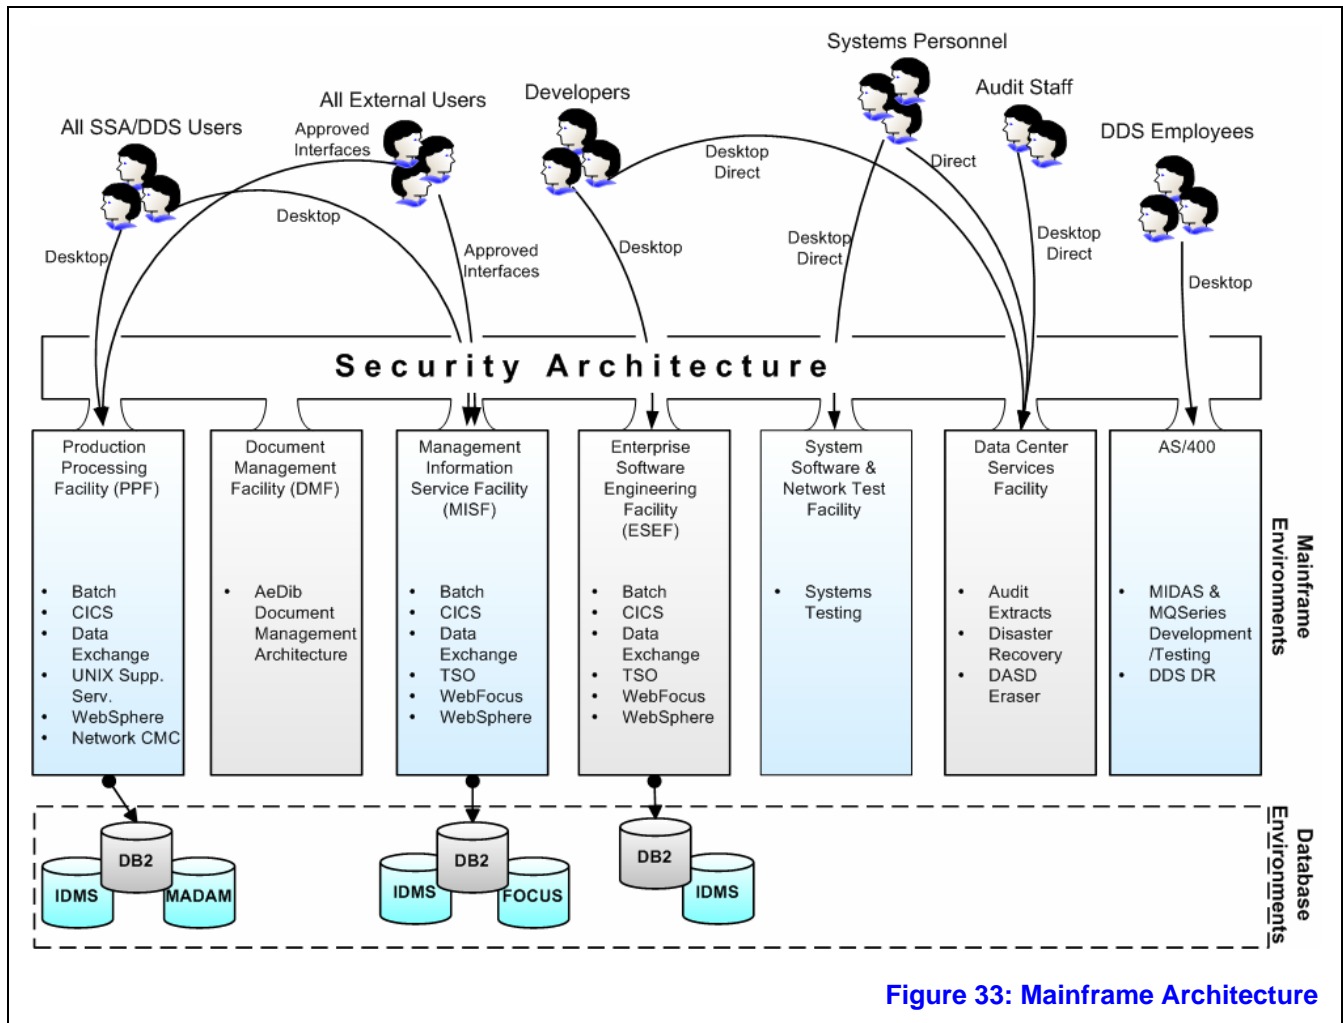 Systems Personnel
All External Users
Developers
Audit Staff
All SSA/DDS Users
DDS Employees
Approved
Interfaces
Desktop
Direct
Direct
Desktop
Desktop
Approved
Interfaces
Desktop
Desktop
Direct
Desktop
Direct
Desktop
Security Architecture
Production
Processing
Facility (PPF)
• Batch
• CICS
• Data
Exchange
• UNIX Supp.
Serv.
• WebSphere
• Network CMC
Document
Management
Facility (DMF)
• AeDib
Document
Management
Architecture
Management
Information
Service Facility
(MISF)
• Batch
• CICS
• Data
Exchange
• TSO
• WebFocus
• WebSphere
Enterprise
Software
Engineering
Facility
(ESEF)
• Batch
• CICS
• Data
Exchange
• TSO
• WebFocus
• WebSphere
System
Software &
Network Test
Facility
• Systems
Testing
Data Center
Services
Facility
• Audit
Extracts
• Disaster
Recovery
• DASD
Eraser
AS/400
• MIDAS &
MQSeries
Development
/Testing
• DDS DR
Mainframe
Environments
DB2
IDMS
MADAM
DB2
IDMS
FOCUS
DB2
IDMS
Database
Environments
Figure 33: Mainframe Architecture